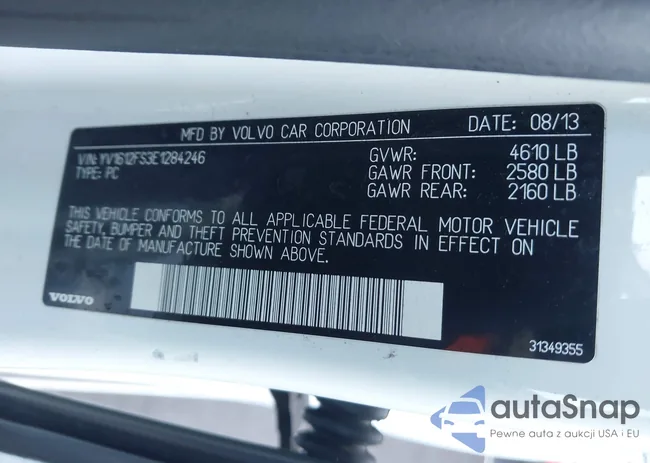 MFD BY VOLVO CAR CORPORATION DATE: 08/13
VIN: YV1612FS3E1284246 GVWR: 4610 LB
TYPE: PC GAWR FRONT: 2580 LB
GAWR REAR: 2160 LB
THIS VEHICLE CONFORMS TO ALL APPLICABLE FEDERAL MOTOR VEHICLE
SAFETY, BUMPER AND THEFT PREVENTION STANDARDS IN EFFECT ON
THE DATE OF MANUFACTURE SHOWN ABOVE.
VOLVO
31349355
autaSnap
Pewne auta z aukcji USA i EU